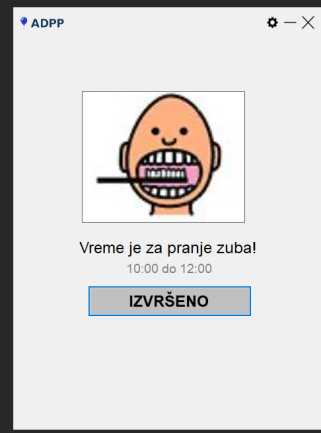 ADPP
Vreme je za pranje zuba!
10:00 do 12:00
IZVRŠENO